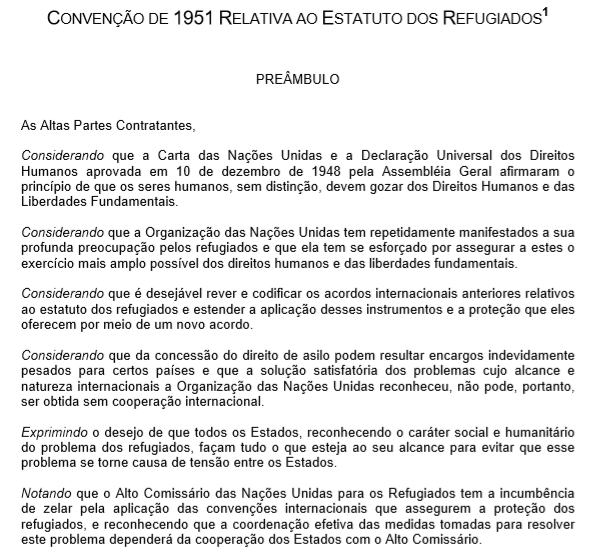 CONVENÇÃO DE 1951 RELATIVA AO ESTATUTO DOS REFUGIADOS¹
PREÂMBULO
As Altas Partes Contratantes,
Considerando que a Carta das Nações Unidas e a Declaração Universal dos Direitos
Humanos aprovada em 10 de dezembro de 1948 pela Assembléia Geral afirmaram o
princípio de que os seres humanos, sem distinção, devem gozar dos Direitos Humanos e das
Liberdades Fundamentais.
Considerando que a Organização das Nações Unidas tem repetidamente manifestados a sua
profunda preocupação pelos refugiados e que ela tem se esforçado por assegurar a estes o
exercício mais amplo possível dos direitos humanos e das liberdades fundamentais.
Considerando que é desejável rever e codificar os acordos internacionais anteriores relativos
ao estatuto dos refugiados e estender a aplicação desses instrumentos e a proteção que eles
oferecem por meio de um novo acordo.
Considerando que da concessão do direito de asilo podem resultar encargos indevidamente
pesados para certos países e que a solução satisfatória dos problemas cujo alcance e
natureza internacionais a Organização das Nações Unidas reconheceu, não pode, portanto,
ser obtida sem cooperação internacional.
Exprimindo o desejo de que todos os Estados, reconhecendo o caráter social e humanitário
do problema dos refugiados, façam tudo o que esteja ao seu alcance para evitar que esse
problema se torne causa de tensão entre os Estados.
Notando que o Alto Comissário das Nações Unidas para os Refugiados tem a incumbência
de zelar pela aplicação das convenções internacionais que assegurem a proteção dos
refugiados, e reconhecendo que a coordenação efetiva das medidas tomadas para resolver
este problema dependerá da cooperação dos Estados com o Alto Comissário.